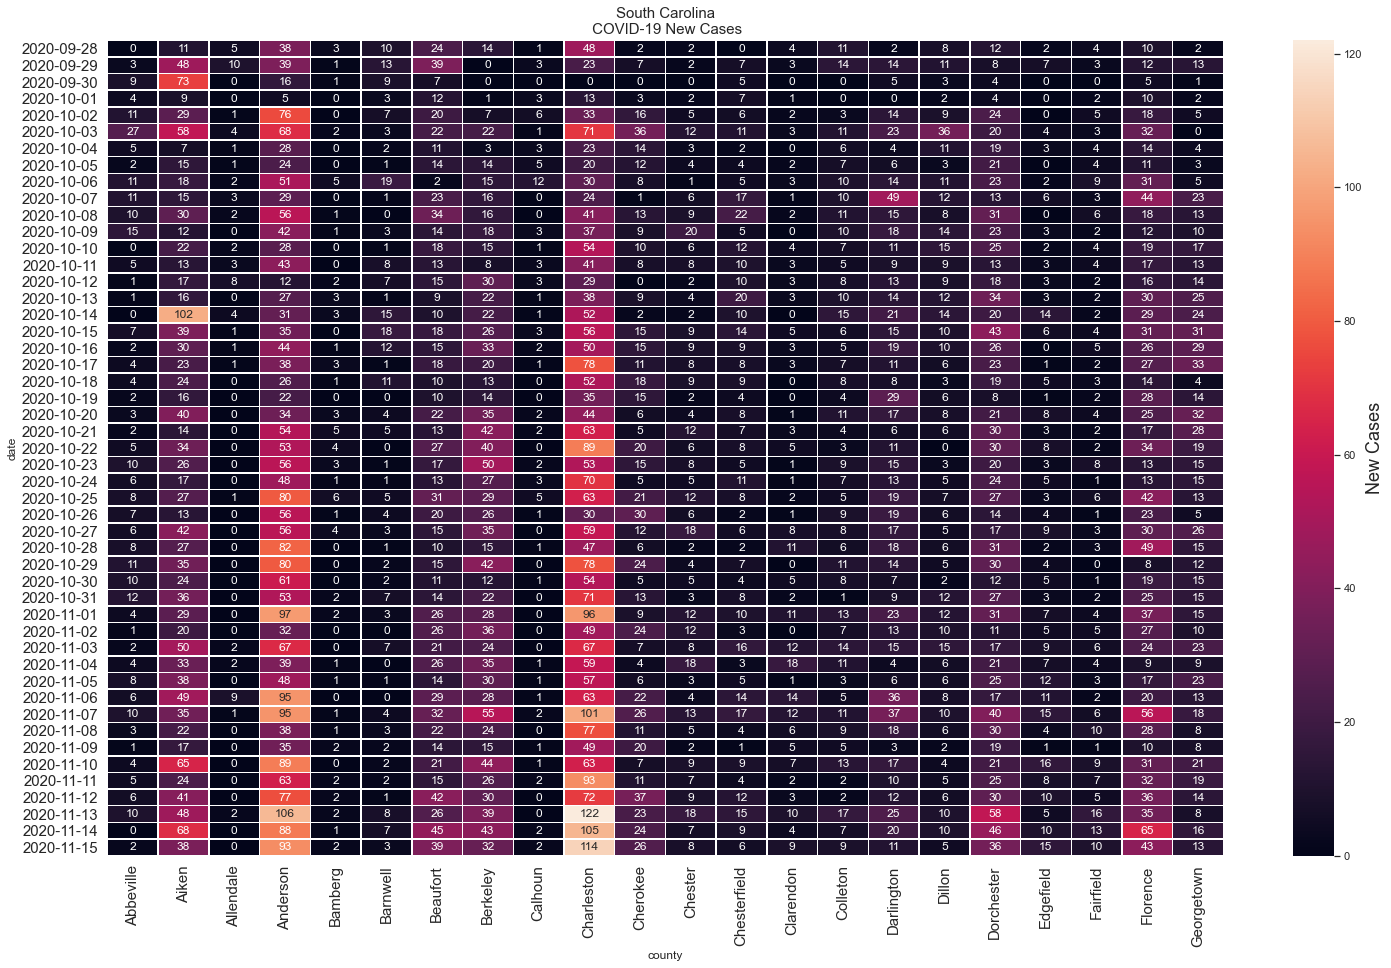 South Carolina
COVID-19 New Cases
2020-09-28 0 11 5 38 3 10 24 14 1 48 2 2 0 4 11 2 8 12 2 4 10 2
2020-09-29 3 48 10 39 1 13 39 0 3 23 7 2 7 3 14 14 11 8 7 3 12 13
2020-09-30 9 73 0 16 1 9 7 0 0 0 0 0 5 0 0 5 3 4 0 0 5 1
2020-10-01 4 9 0 5 0 3 12 1 3 13 3 2 7 1 0 0 2 4 0 2 10 2
2020-10-02 11 29 1 76 0 7 20 7 6 33 16 5 6 2 3 14 9 24 0 5 18 5
2020-10-03 27 58 4 68 2 3 22 22 1 71 36 12 11 3 11 23 36 20 4 3 32 0
2020-10-04 5 7 1 28 0 2 11 3 3 23 14 3 2 0 6 4 11 19 3 4 14 4
2020-10-05 2 15 1 24 0 1 14 14 5 20 12 4 4 2 7 6 3 21 0 4 11 3
2020-10-06 11 18 2 51 5 19 2 15 12 30 8 1 5 3 10 14 11 23 2 9 31 5
2020-10-07 11 15 3 29 0 1 23 16 0 24 1 6 17 1 10 49 12 13 6 3 44 23
2020-10-08 10 30 2 56 1 0 34 16 0 41 13 9 22 2 11 15 8 31 0 6 18 13
2020-10-09 15 12 0 42 1 3 14 18 3 37 9 20 5 0 10 18 14 23 3 2 12 10
2020-10-10 0 22 2 28 0 1 18 15 1 54 10 6 12 4 7 11 15 25 2 4 19 17
2020-10-11 5 13 3 43 0 8 13 8 3 41 8 8 10 3 5 9 9 13 3 4 17 13
2020-10-12 1 17 8 12 2 7 15 30 3 29 0 2 10 3 8 13 9 18 3 2 16 14
2020-10-13 1 16 0 27 3 1 9 22 1 38 9 4 20 3 10 14 12 34 3 2 30 25
2020-10-14 0 102 4 31 3 15 10 22 1 52 2 2 10 0 15 21 14 20 14 2 29 24
2020-10-15 7 39 1 35 0 18 18 26 3 56 15 9 14 3 6 15 10 43 6 4 31 31
2020-10-16 2 30 1 44 1 12 15 33 2 50 15 9 9 3 5 19 10 26 0 5 26 29
2020-10-17 4 23 1 38 3 1 18 20 1 78 11 8 8 3 7 11 6 23 1 2 27 33
2020-10-18 4 24 0 26 1 11 10 13 0 52 18 9 9 0 8 8 3 19 5 3 14 4
2020-10-19 2 16 0 22 0 0 10 14 0 35 15 2 4 0 4 29 6 8 1 2 28 14
2020-10-20 3 40 0 34 3 4 22 35 2 44 6 4 8 1 11 17 8 21 8 4 25 32
2020-10-21 2 14 0 54 5 5 13 42 2 63 5 12 7 3 4 6 6 30 3 2 17 28
2020-10-22 5 34 0 53 4 0 27 40 0 89 20 6 8 5 3 11 0 30 8 2 34 19
2020-10-23 10 26 0 56 3 1 17 50 2 53 15 8 5 1 9 15 3 20 3 8 13 15
2020-10-24 6 17 0 48 1 1 13 27 3 70 5 5 11 1 7 13 5 24 5 1 13 15
2020-10-25 8 27 1 80 6 5 31 29 5 63 21 12 8 2 5 19 7 27 3 6 42 13
2020-10-26 7 13 0 56 1 4 20 26 1 30 30 6 2 1 9 19 6 14 4 1 23 5
2020-10-27 6 42 0 56 4 3 15 35 0 59 12 18 6 8 8 17 5 17 9 3 30 26
2020-10-28 8 27 0 82 0 1 10 15 1 47 6 2 2 11 6 18 6 31 2 3 49 15
2020-10-29 11 35 0 80 0 2 15 42 0 78 24 4 7 0 11 14 5 30 4 0 8 12
2020-10-30 10 24 0 61 0 2 11 12 1 54 5 5 4 5 8 7 2 12 5 1 19 15
2020-10-31 12 36 0 53 2 7 14 22 0 71 13 3 8 2 1 9 12 27 3 2 25 15
2020-11-01 4 29 0 97 2 3 26 28 0 96 9 12 10 11 13 23 12 31 7 4 37 15
2020-11-02 1 20 0 32 0 0 26 36 0 49 24 12 3 0 7 13 10 11 5 5 27 10
2020-11-03 2 50 2 67 0 7 21 24 0 67 7 8 16 12 14 15 15 17 9 6 24 23
2020-11-04 4 33 2 39 1 0 26 35 1 59 4 18 3 18 11 4 6 21 7 4 9 9
2020-11-05 8 38 0 48 1 1 14 30 1 57 6 3 5 1 3 6 6 25 12 3 17 23
2020-11-06 6 49 9 95 0 0 29 28 1 63 22 4 14 14 5 36 8 17 11 2 20 13
2020-11-07 10 35 1 95 1 4 32 55 2 101 26 13 17 12 11 37 10 40 15 6 56 18
2020-11-08 3 22 0 38 1 3 22 24 0 77 11 5 4 6 9 18 6 30 4 10 28 8
2020-11-09 1 17 0 35 2 2 14 15 1 49 20 2 1 5 5 3 2 19 1 1 10 8
2020-11-10 4 65 0 89 0 2 21 44 1 63 7 9 9 7 13 17 4 21 16 9 31 21
2020-11-11 5 24 0 63 2 2 15 26 2 93 11 7 4 2 2 10 5 25 8 7 32 19
2020-11-12 6 41 0 77 2 1 42 30 0 72 37 9 12 3 2 12 6 30 10 5 36 14
2020-11-13 10 48 2 106 2 8 26 39 0 122 23 18 15 10 17 25 10 58 5 16 35 8
2020-11-14 0 68 0 88 1 7 45 43 2 105 24 7 9 4 7 20 10 46 10 13 65 16
2020-11-15 2 38 0 93 2 3 39 32 2 114 26 8 6 9 9 11 5 36 15 10 43 13
Abbeville Aiken Allendale Anderson Bamberg Barnwell Beaufort Berkeley Calhoun Charleston Cherokee Chester Chesterfield Clarendon Colleton Darlington Dillon Dorchester Edgefield Fairfield Florence Georgetown
county
date
120
100
80
60
40
20
0
New Cases